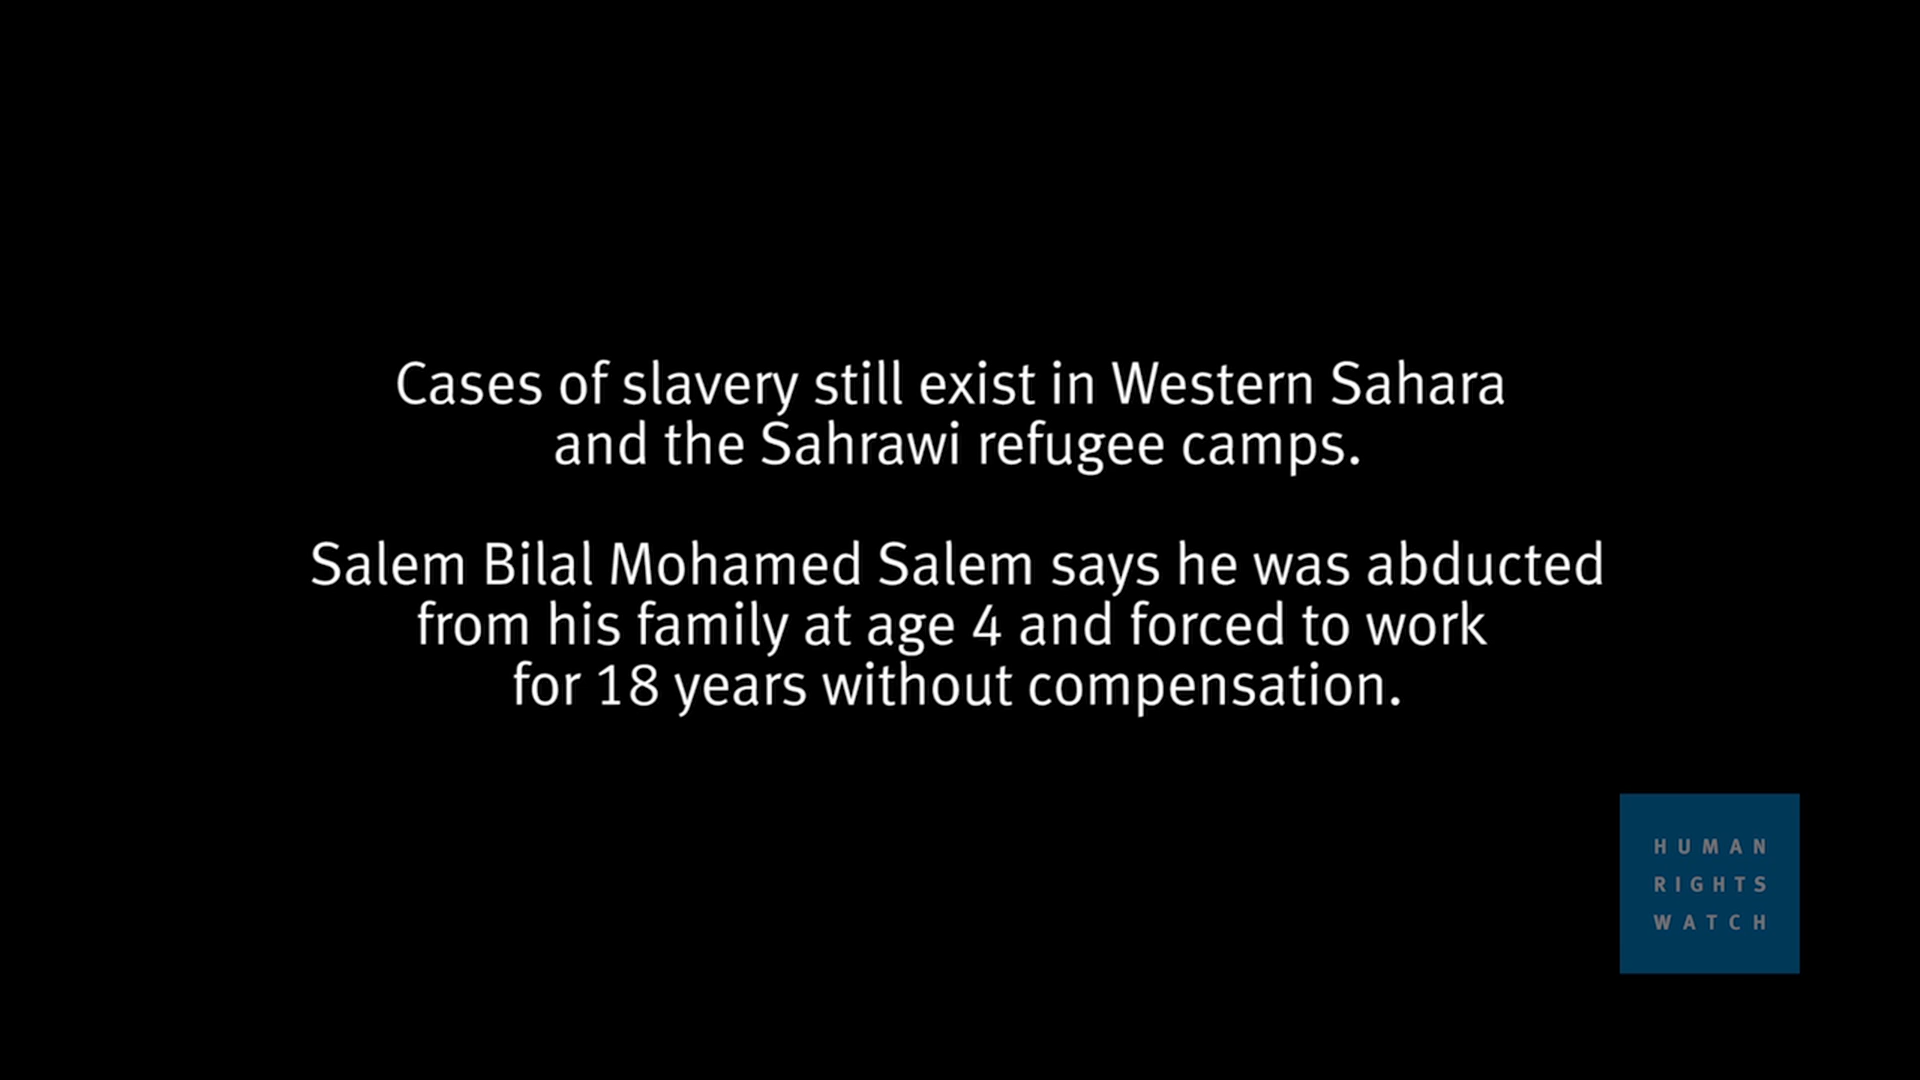 Cases of slavery still exist in Western Sahara
and the Sahrawi refugee camps.
Salem Bilal Mohamed Salem says he was abducted
from his family at age 4 and forced to work
for 18 years without compensation.
HUMAN
RIGHTS
WATCH